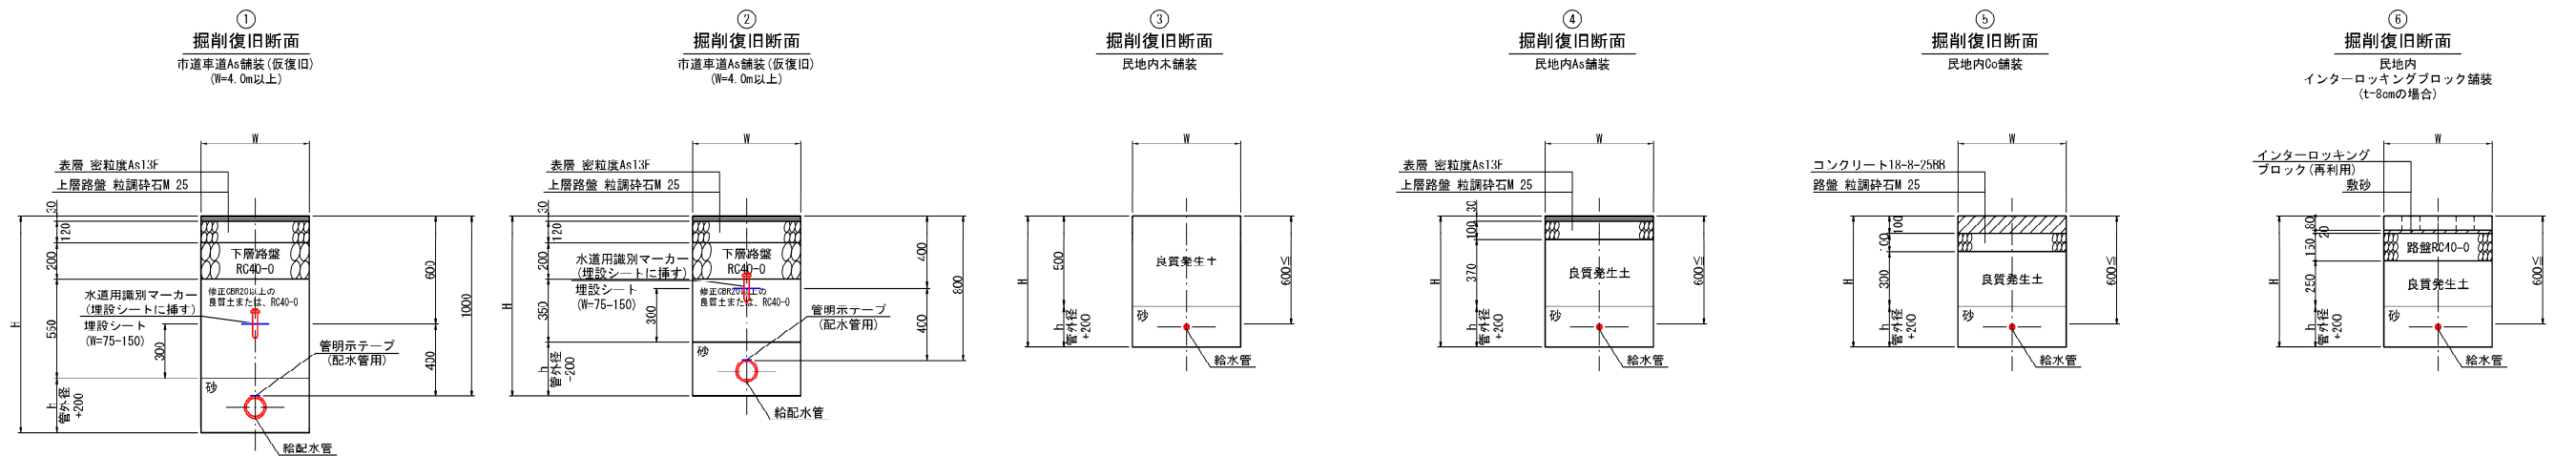 ①
掘削復旧断面
市道車道As舗装(仮復旧)
(W=4.0m以上)
W
表層 密粒度As13F
上層路盤 粒調砕石M 25
30
120
200
550
h
管外径
+200
H
下層路盤
RC40-0
修正CBR20以上の
良質土または、RC40-0
水道用識別マーカー
(埋設シートに挿す)
埋設シート
(W=75-150)
300
600
400
1000
管明示テープ
(配水管用)
砂
給配水管
②
掘削復旧断面
市道車道As舗装(仮復旧)
(W=4.0m以上)
W
表層 密粒度As13F
上層路盤 粒調砕石M 25
30
120
200
350
h
管外径
-200
H
下層路盤
RC40-0
水道用識別マーカー
(埋設シートに挿す)
埋設シート
(W=75-150)
修正CBR20以上の
良質土または、RC40-0
300
400
400
800
管明示テープ
(配水管用)
砂
給配水管
③
掘削復旧断面
民地内木舗装
W
H
500
h
管外径
+200
良質発生土
砂
600≦
給水管
④
掘削復旧断面
民地内As舗装
W
表層 密粒度As13F
上層路盤 粒調砕石M 25
30
100
370
h
管外径
+200
H
良質発生土
砂
600≦
給水管
⑤
掘削復旧断面
民地内Co舗装
W
コンクリート18-8-25BB
路盤 粒調砕石M 25
100
100
300
h
管外径
+200
H
良質発生土
砂
600≦
給水管
⑥
掘削復旧断面
民地内
インターロッキングブロック舗装
(t-8cmの場合)
W
インターロッキング
ブロック(再利用)
敷砂
80
20
150
250
h
管外径
+200
H
路盤RC40-0
良質発生土
砂
600≦
給水管